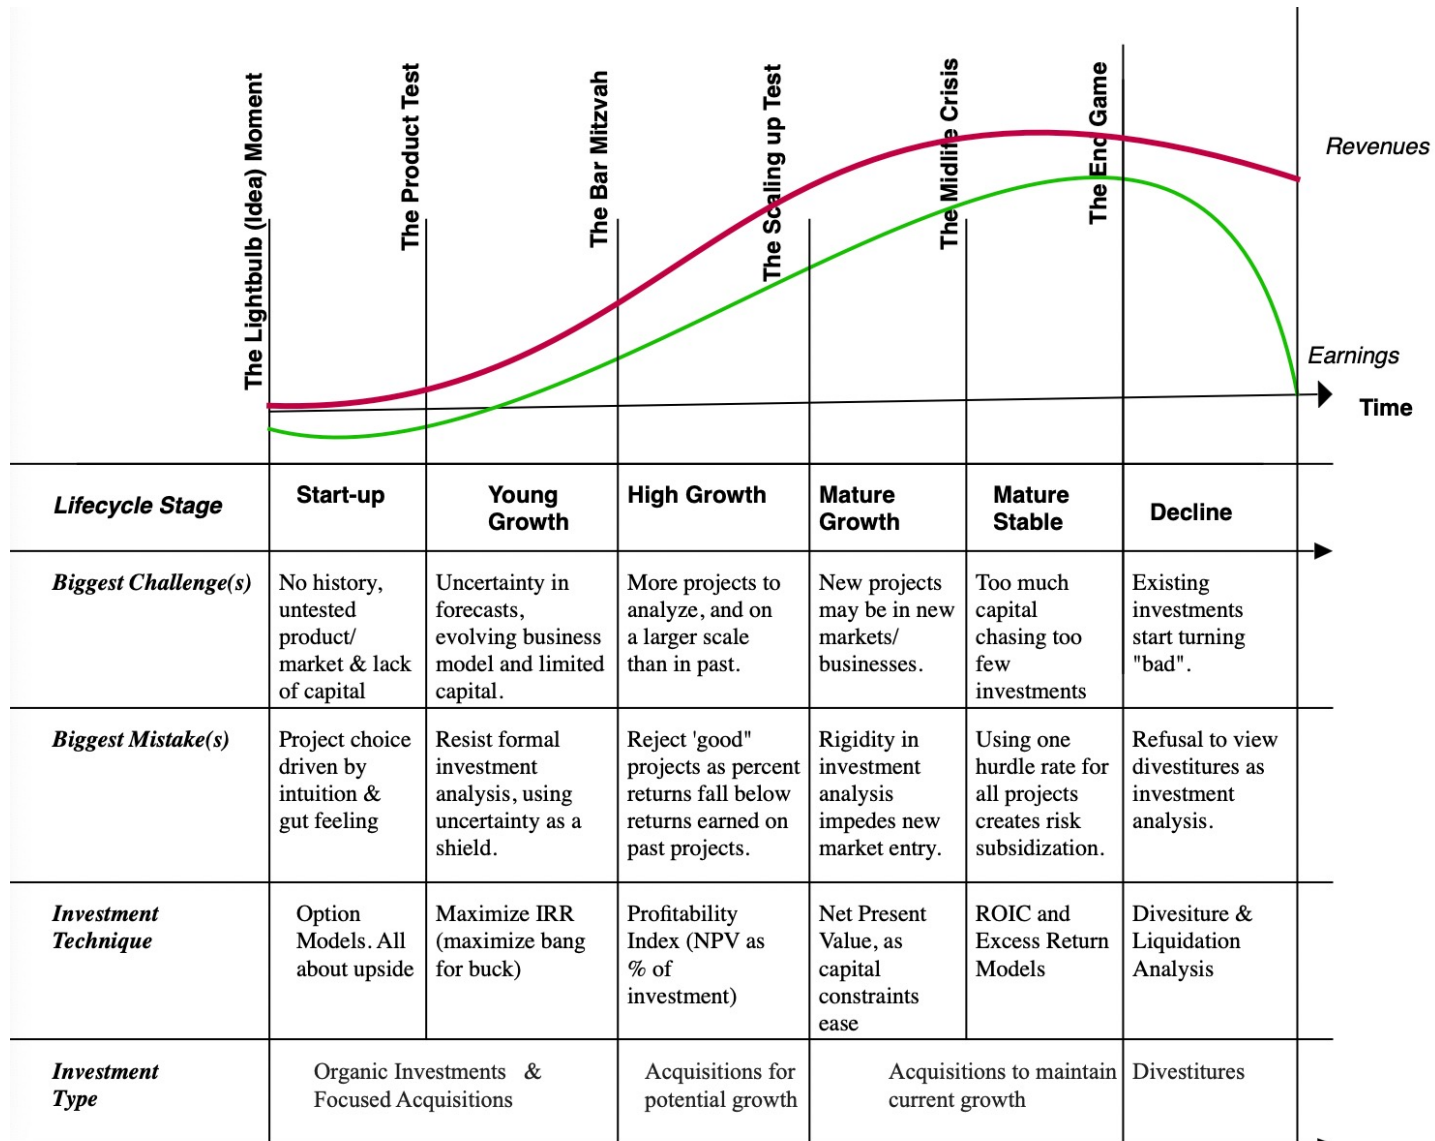 The Lightbulb (Idea) Moment
The Product Test
The Bar Mitzvah
The Scaling up Test
The Midlife Crisis
The End Game
Revenues
Earnings
Time
Lifecycle Stage
Start-up
Young
Growth
High Growth
Mature
Growth
Mature
Stable
Decline
Biggest Challenge(s)
No history,
untested
product/
market & lack
of capital
Uncertainty in
forecasts,
evolving business
model and limited
capital.
More projects to
analyze, and on
a larger scale
than in past.
New projects
may be in new
markets/
businesses.
Too much
capital
chasing too
few
investments
Existing
investments
start turning
"bad".
Biggest Mistake(s)
Project choice
driven by
intuition &
gut feeling
Resist formal
investment
analysis, using
uncertainty as a
shield.
Reject 'good"
projects as percent
returns fall below
returns earned on
past projects.
Rigidity in
investment
analysis
impedes new
market entry.
Using one
hurdle rate for
all projects
creates risk
subsidization.
Refusal to view
divestitures as
investment
analysis.
Investment
Technique
Option
Models. All
about upside
Maximize IRR
(maximize bang
for buck)
Profitability
Index (NPV as
% of
investment)
Net Present
Value, as
capital
constraints
ease
ROIC and
Excess Return
Models
Divesiture &
Liquidation
Analysis
Investment
Type
Organic Investments &
Focused Acquisitions
Acquisitions for
potential growth
Acquisitions to maintain
current growth
Divestitures